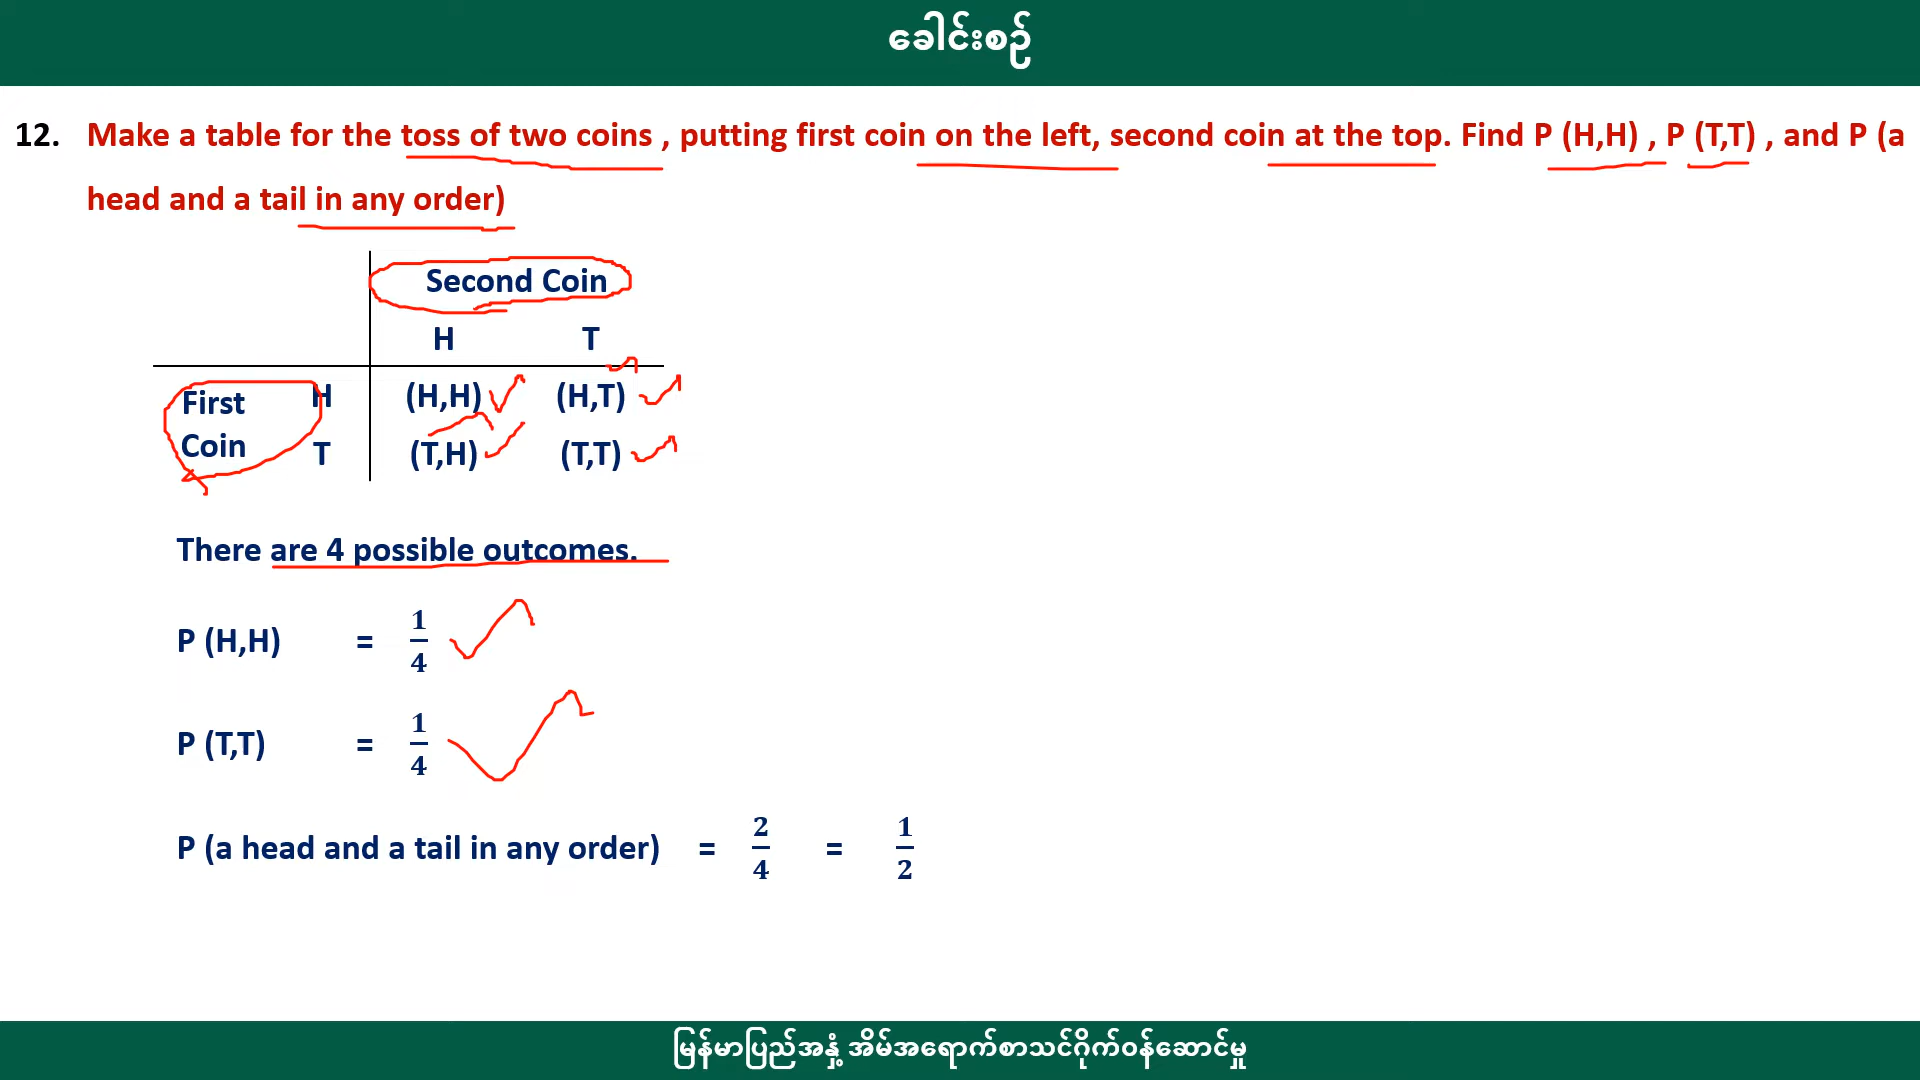 ခေါင်းစဉ်
12. Make a table for the toss of two coins , putting first coin on the left, second coin at the top. Find P (H,H) , P (T,T) , and P (a
head and a tail in any order)
Second Coin
H T
First Coin H (H,H) (H,T)
T (T,H) (T,T)
There are 4 possible outcomes.
P (H,H) = 1/4
P (T,T) = 1/4
P (a head and a tail in any order) = 2/4 = 1/2
မြန်မာပြည်အနှံ့ အိမ်အရောက်စာသင်ဂိုက်ဝန်ဆောင်မှု